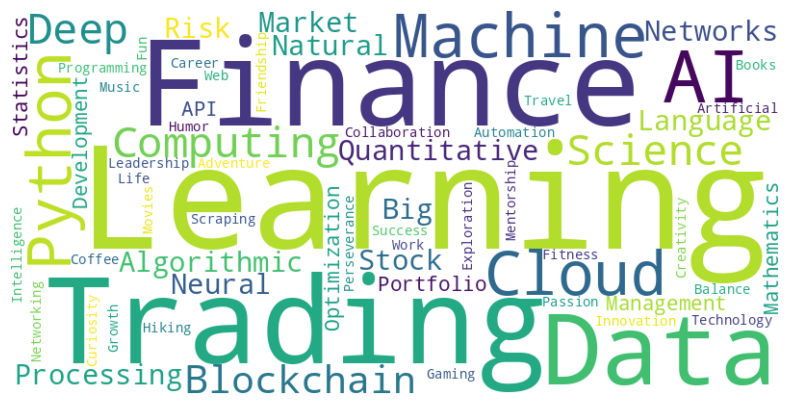 Deep
Risk
Market
Machine
Networks
Statistics
Programming
Fun
Career
Web
Friendship
Natural
Finance
AI
Books
Music
API
Travel
Artificial
Python
Development
Humor
Computing
Collaboration
Automation
Language
Quantitative
Science
Leadership
Adventure
Life
Learning
Movies
Scraping
Big
Success
Work
Exploration
Mentorship
Creativity
Mathematics
Intelligence
Coffee
Algorithmic
Optimization
Perseverance
Stock
Fitness
Cloud
Neural
Portfolio
Balance
Networking
Curiosity
Growth
Hiking
Trading
Passion
Management
Innovation
Technology
Data
Processing
Blockchain
Gaming